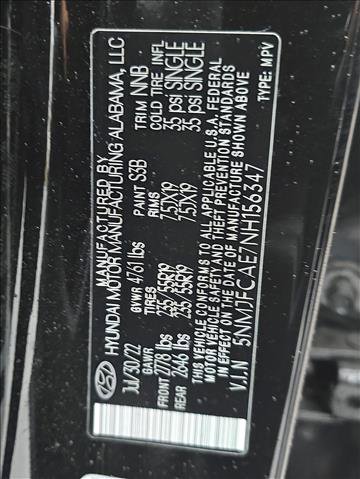 MANUFACTURED BY
HYUNDAI MOTOR MANUFACTURING ALABAMA, LLC
JUL/30/22 GVWR 4761 lbs PAINT S3B TRIM NNB
GAWR TIRES RIMS COLD TIRE INFL
FRONT 2778 lbs 235/55R19 7.5JX19 35 psi SINGLE
REAR 2646 lbs 235/55R19 7.5JX19 35 psi SINGLE
THIS VEHICLE CONFORMS TO ALL APPLICABLE U.S.A. FEDERAL
MOTOR VEHICLE SAFETY AND THEFT PREVENTION STANDARDS
IN EFFECT ON THE DATE OF MANUFACTURE SHOWN ABOVE
V.I.N 5NMJFCAE7NH156347 TYPE: MPV